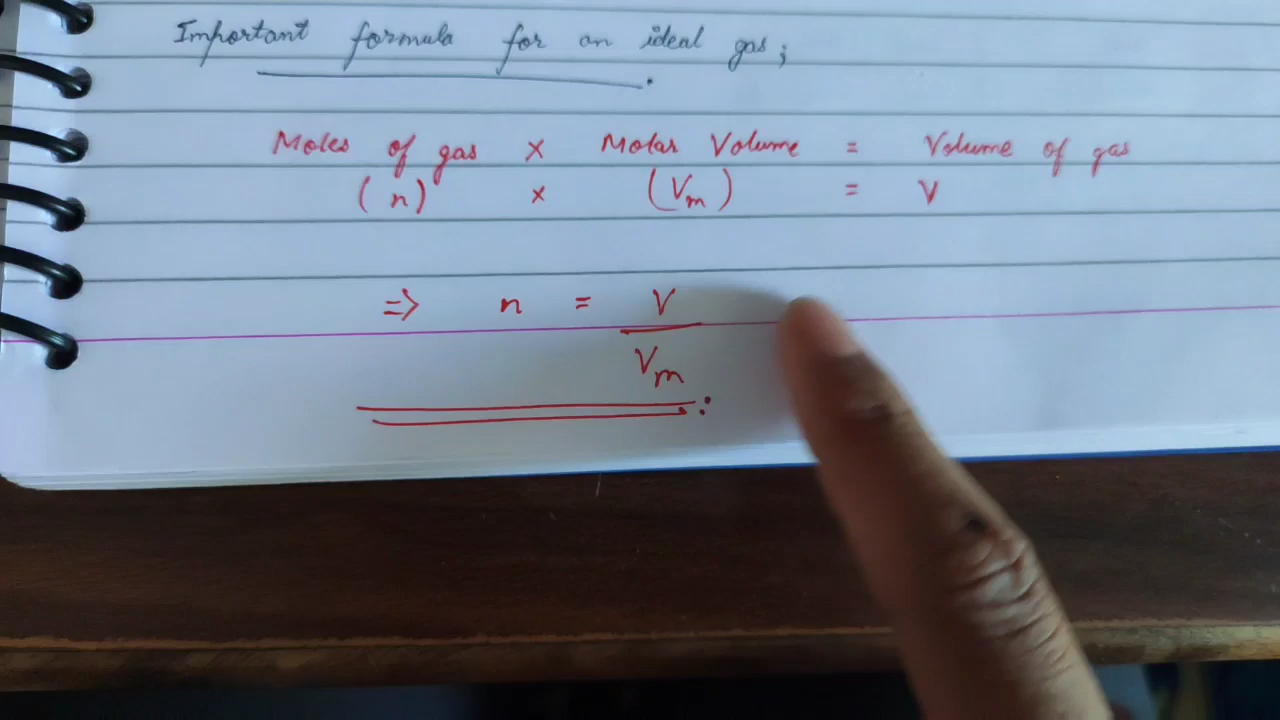 Important formula for an ideal gas;
Moles of gas x Molar Volume = Volume of gas
(n) x (Vm) = V
=> n = V
Vm